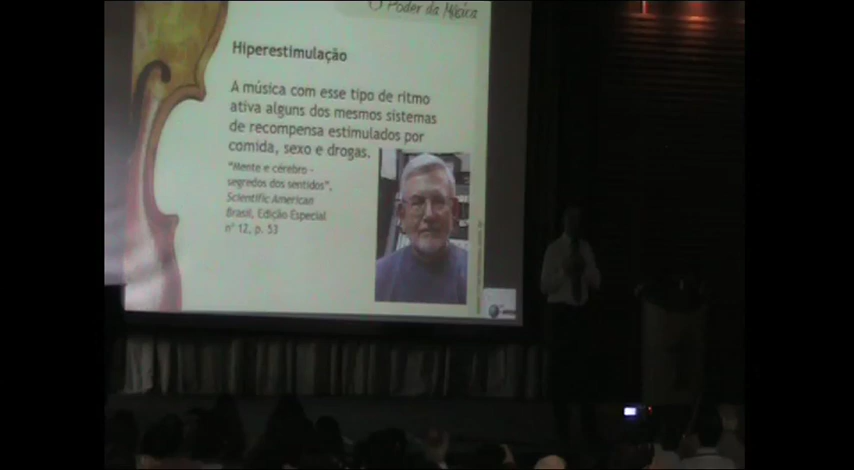 O Poder da Música
Hiperestimulação
A música com esse tipo de ritmo
ativa alguns dos mesmos sistemas
de recompensa estimulados por
comida, sexo e drogas.
"Mente e cérebro -
segredos dos sentidos",
Scientific American
Brasil, Edição Especial
nº 12, p. 53